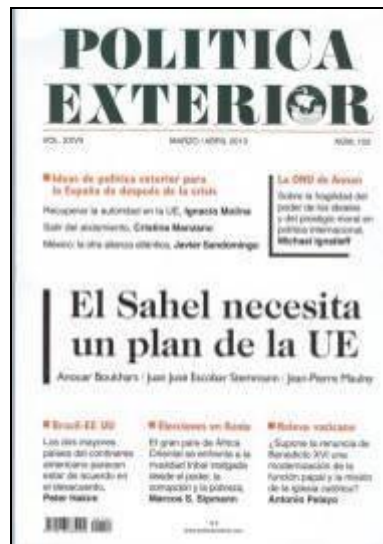 POLITICA
EXTERIOR
VOL. XXVII MARZO / ABRIL 2013 NÚM. 152
Ideas de política exterior para
la España de después de la crisis
Recuperar la autoridad en la UE, Ignacio Molina
Salir del aislamiento, Cristina Manzano
México: la otra alianza atlántica, Javier Sandomingo
La ONU de Annan
Sobre la fragilidad del
poder de los ideales
y del prestigio moral en
política internacional.
Michael Ignatieff
El Sahel necesita
un plan de la UE
Anouar Boukhars · Juan José Escobar Stemmann · Jean-Pierre Maulny
Brasil-EE UU
Los dos mayores
países del continente
americano parecen
estar de acuerdo en
el desacuerdo.
Peter Hakim
Elecciones en Kenia
El gran país de África
Oriental se enfrenta a la
rivalidad tribal instigada
desde el poder, la
corrupción y la pobreza.
Marcos S. Sipmann
Relevo vaticano
¿Supone la renuncia de
Benedicto XVI una
modernización de la
función papal y la misión
de la iglesia católica?
Antonio Pelayo